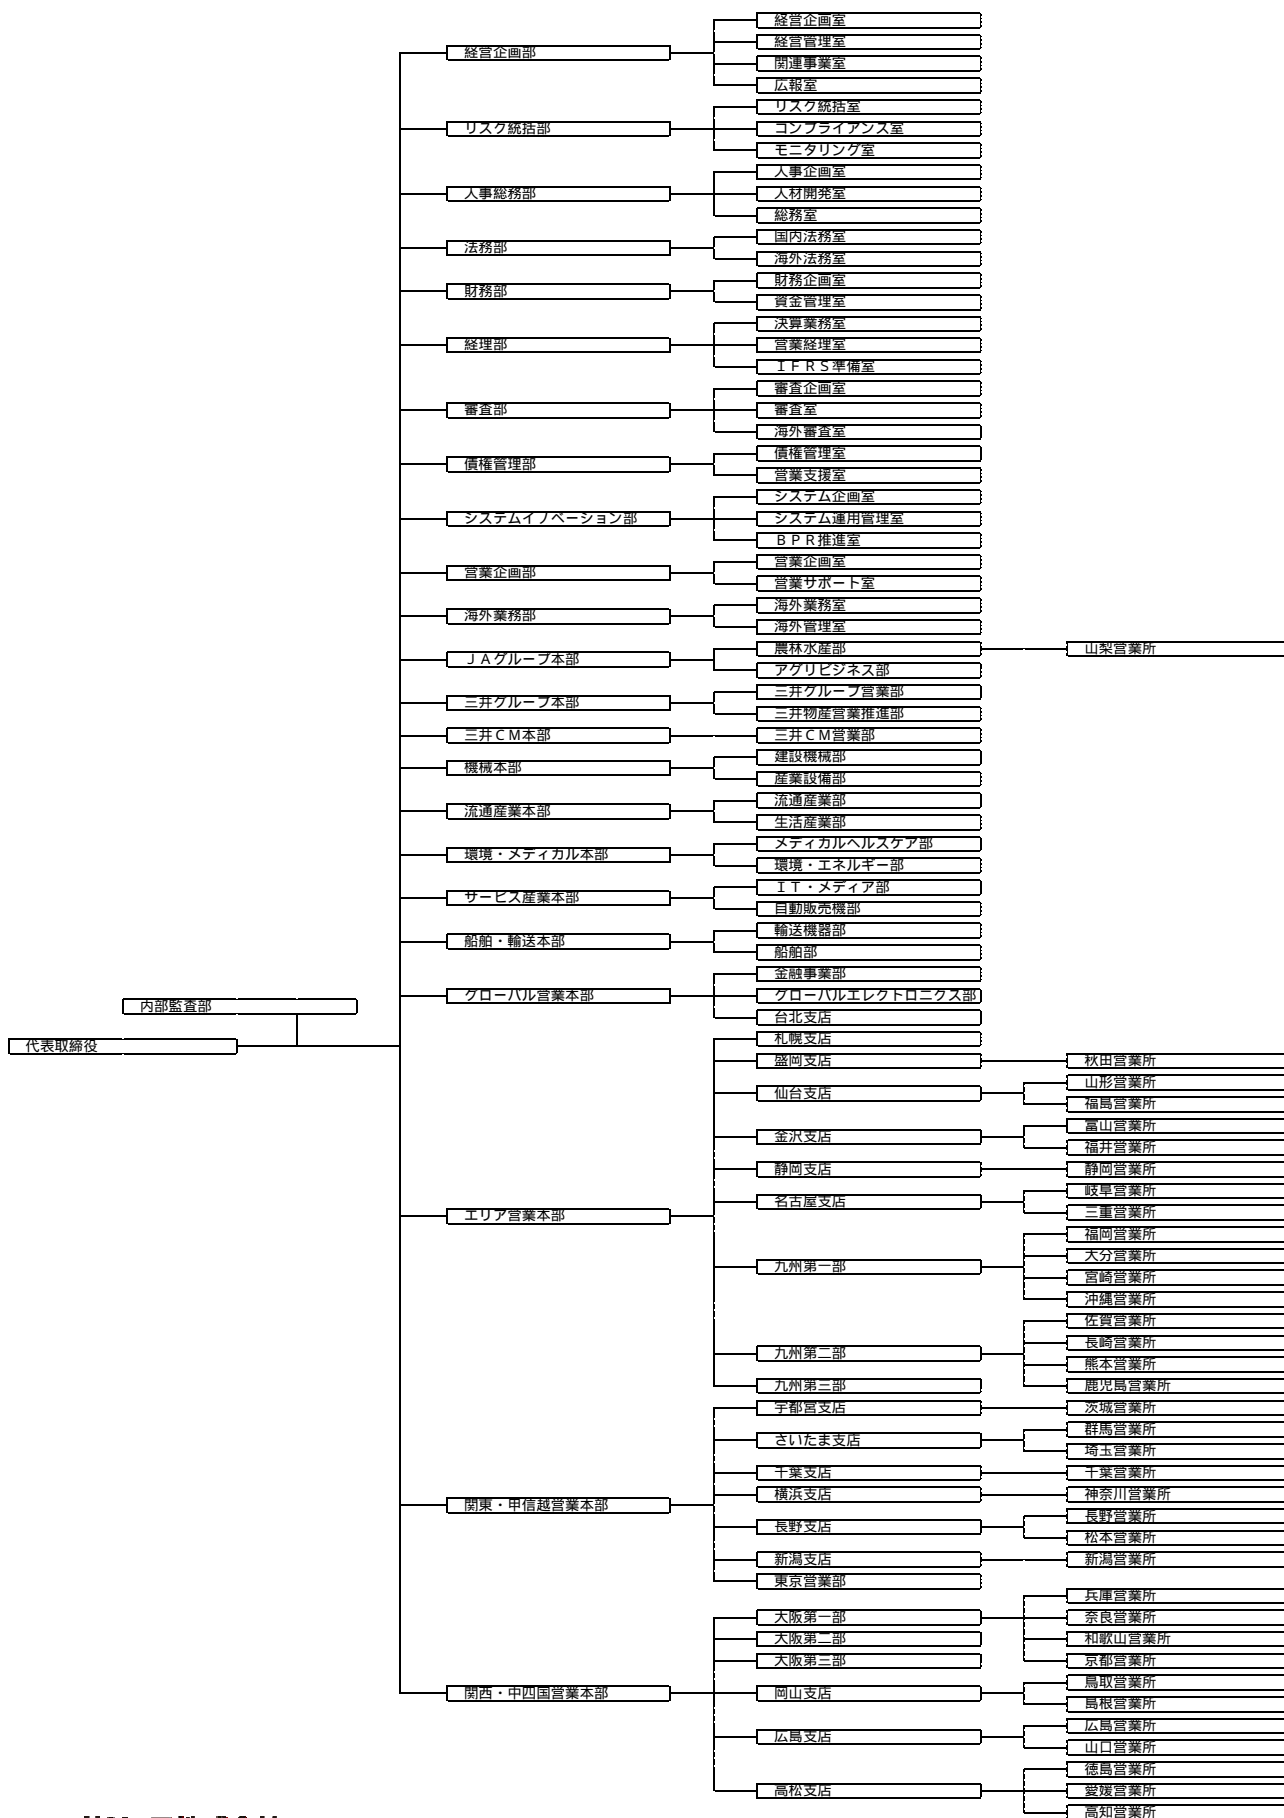 経営企画室
経営管理室
経営企画部
関連事業室
広報室
リスク統括室
リスク統括部
コンプライアンス室
モニタリング室
人事企画室
人事総務部
人材開発室
総務室
国内法務室
法務部
海外法務室
財務企画室
財務部
資金管理室
決算業務室
経理部
営業経理室
ＩＦＲＳ準備室
審査企画室
審査部
審査室
海外審査室
債権管理室
債権管理部
営業支援室
システム企画室
システムイノベーション部
システム運用管理室
ＢＰＲ推進室
営業企画室
営業企画部
営業サポート室
海外業務室
海外業務部
海外管理室
農林水産部
山梨営業所
ＪＡグループ本部
アグリビジネス部
三井グループ営業部
三井グループ本部
三井物産営業推進部
三井ＣＭ本部
三井ＣＭ営業部
建設機械部
機械本部
産業設備部
流通産業部
流通産業本部
生活産業部
メディカルヘルスケア部
環境・メディカル本部
環境・エネルギー部
ＩＴ・メディア部
サービス産業本部
自動販売機部
輸送機器部
船舶・輸送本部
船舶部
金融事業部
グローバル営業本部
グローバルエレクトロニクス部
内部監査部
台北支店
代表取締役
札幌支店
盛岡支店
秋田営業所
山形営業所
仙台支店
福島営業所
富山営業所
金沢支店
福井営業所
静岡支店
静岡営業所
岐阜営業所
名古屋支店
三重営業所
エリア営業本部
福岡営業所
大分営業所
九州第一部
宮崎営業所
沖縄営業所
佐賀営業所
長崎営業所
九州第二部
熊本営業所
九州第三部
鹿児島営業所
宇都宮支店
茨城営業所
群馬営業所
さいたま支店
埼玉営業所
千葉支店
千葉営業所
横浜支店
神奈川営業所
関東・甲信越営業本部
長野営業所
長野支店
松本営業所
新潟支店
新潟営業所
東京営業部
兵庫営業所
大阪第一部
奈良営業所
大阪第二部
和歌山営業所
大阪第三部
京都営業所
鳥取営業所
関西・中四国営業本部
岡山支店
島根営業所
広島営業所
広島支店
山口営業所
徳島営業所
高松支店
愛媛営業所
高知営業所